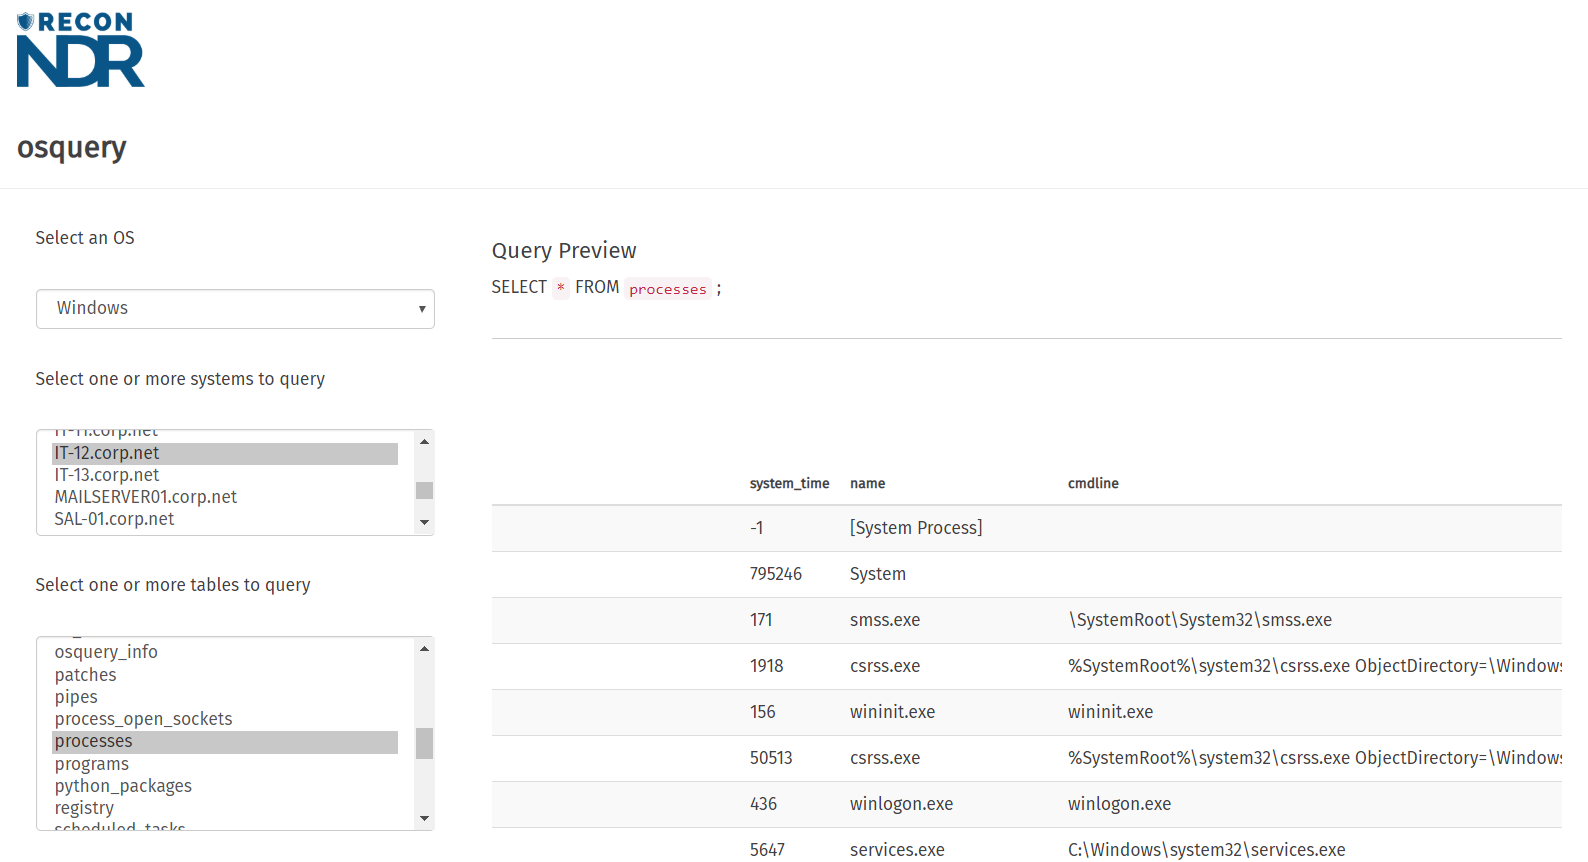 RECON
NDR
osquery
Select an OS
Windows
Select one or more systems to query
IT-11.corp.net
IT-12.corp.net
IT-13.corp.net
MAILSERVER01.corp.net
SAL-01.corp.net
Select one or more tables to query
osquery_info
patches
pipes
process_open_sockets
processes
programs
python_packages
registry
scheduled_tasks
Query Preview
SELECT * FROM processes ;
system_time name cmdline
-1 [System Process]
795246 System
171 smss.exe \SystemRoot\System32\smss.exe
1918 csrss.exe %SystemRoot%\system32\csrss.exe ObjectDirectory=\Windows
156 wininit.exe wininit.exe
50513 csrss.exe %SystemRoot%\system32\csrss.exe ObjectDirectory=\Windows
436 winlogon.exe winlogon.exe
5647 services.exe C:\Windows\system32\services.exe